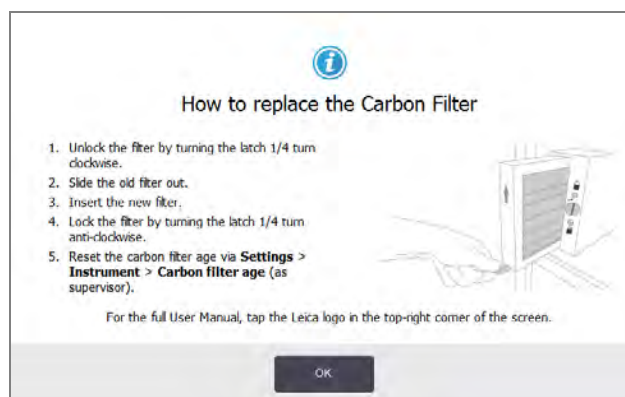 How to replace the Carbon Filter
1. Unlock the filter by turning the latch 1/4 turn
clockwise.
2. Slide the old filter out.
3. Insert the new filter.
4. Lock the filter by turning the latch 1/4 turn
anti-clockwise.
5. Reset the carbon filter age via Settings >
Instrument > Carbon filter age (as
supervisor).
For the full User Manual, tap the Leica logo in the top-right corner of the screen.
OK